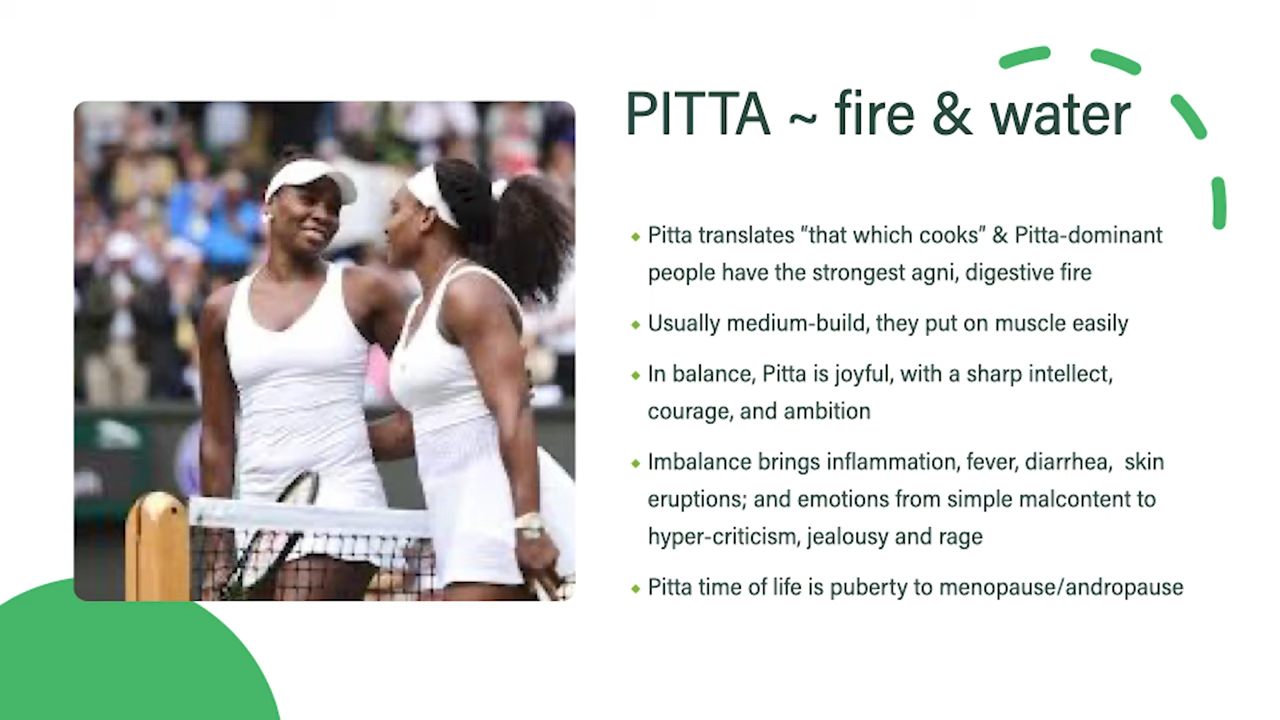 PITTA ~ fire & water
Pitta translates "that which cooks" & Pitta-dominant
people have the strongest agni, digestive fire
Usually medium-build, they put on muscle easily
In balance, Pitta is joyful, with a sharp intellect,
courage, and ambition
Imbalance brings inflammation, fever, diarrhea,  skin
eruptions; and emotions from simple malcontent to
hyper-criticism, jealousy and rage
Pitta time of life is puberty to menopause/andropause